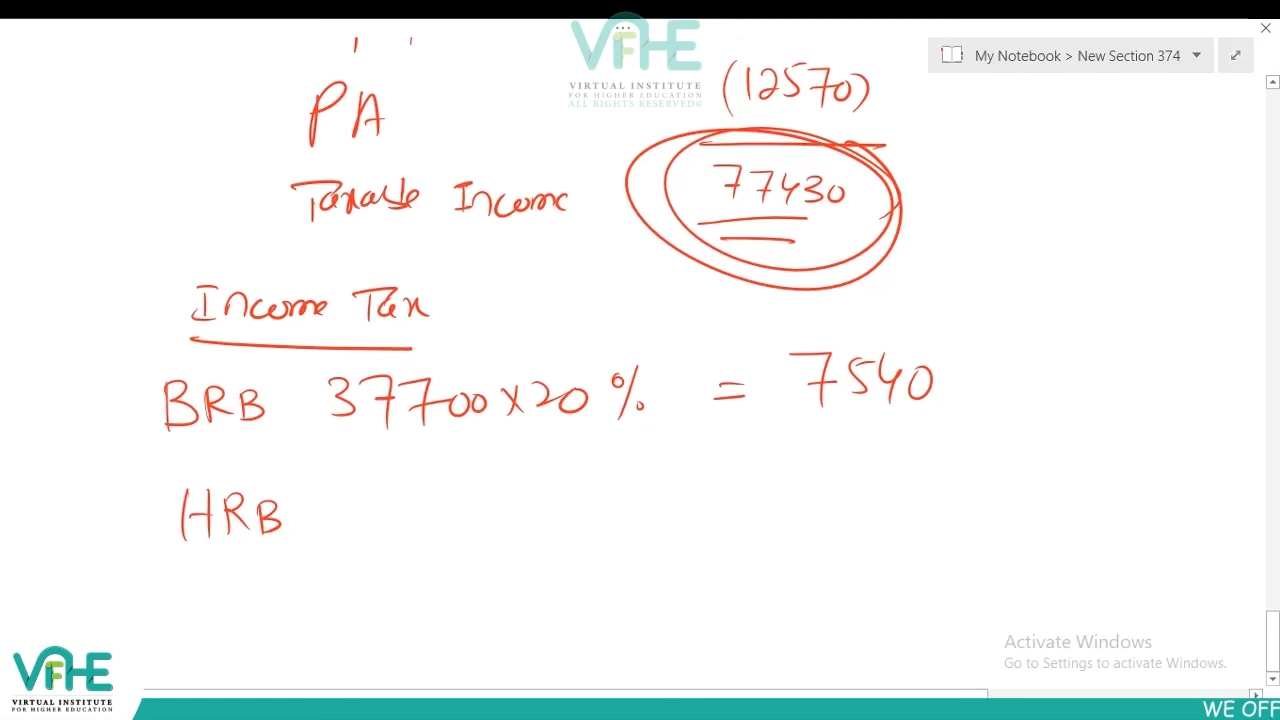 VFHE
VIRTUAL INSTITUTE
FOR HIGHER EDUCATION
ALL RIGHTS RESERVED©
My Notebook > New Section 374
PA (12570)
Taxable Income 77430
Income Tax
BRB 37700 x 20 % = 7540
HRB
Activate Windows
Go to Settings to activate Windows.
VFHE
VIRTUAL INSTITUTE
FOR HIGHER EDUCATION
WE OFF